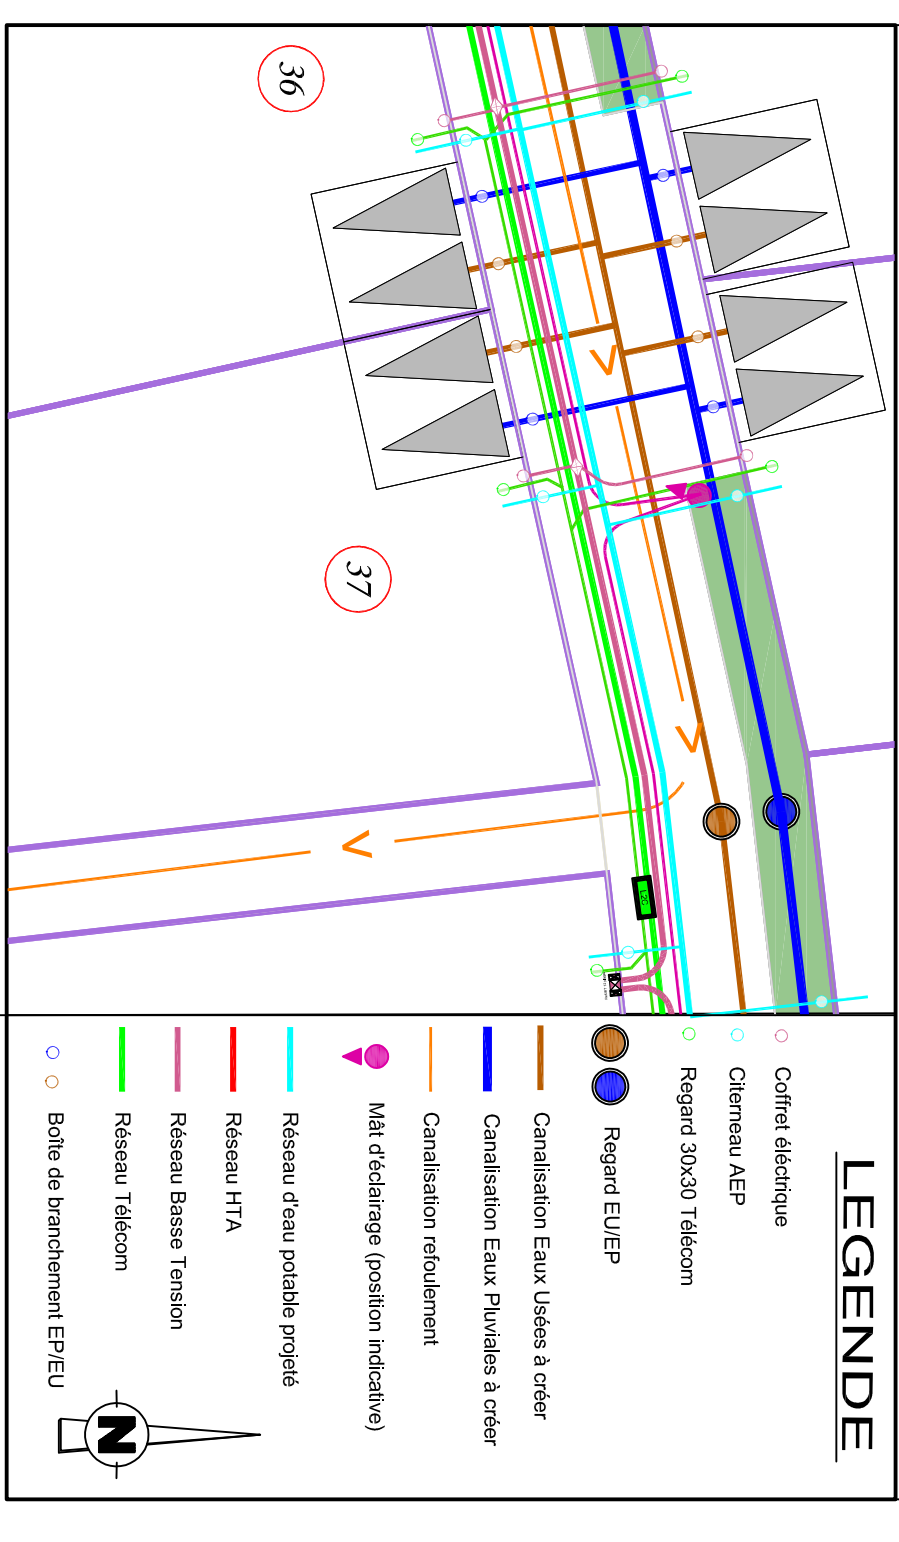 36
37
L2C
LEGENDE
Coffret éléctrique
Citerneau AEP
Regard 30x30 Télécom
Regard EU/EP
Canalisation Eaux Usées à créer
Canalisation Eaux Pluviales à créer
Canalisation refoulement
Mât d'éclairage (position indicative)
Réseau d'eau potable projeté
Réseau HTA
Réseau Basse Tension
Réseau Télécom
Boîte de branchement EP/EU
N